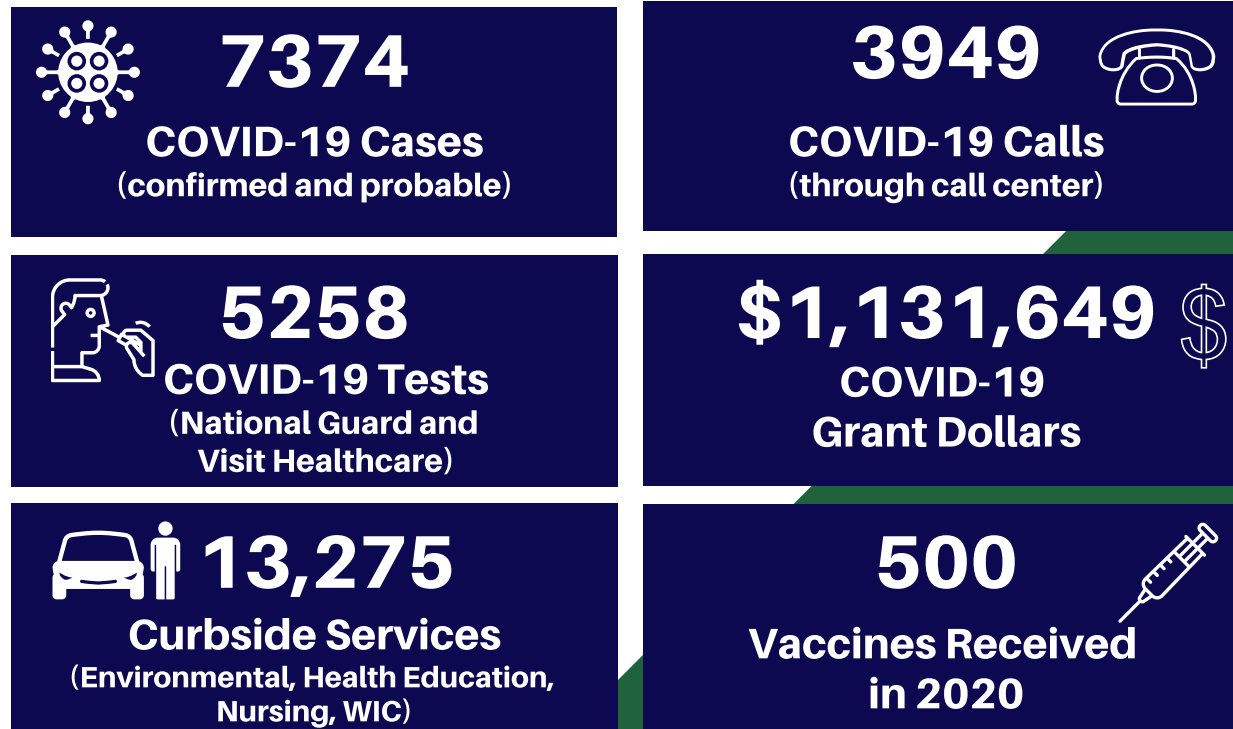 7374
COVID-19 Cases
(confirmed and probable)
3949
COVID-19 Calls
(through call center)
5258
COVID-19 Tests
(National Guard and
Visit Healthcare)
$1,131,649
COVID-19
Grant Dollars
13,275
Curbside Services
(Environmental, Health Education,
Nursing, WIC)
500
Vaccines Received
in 2020